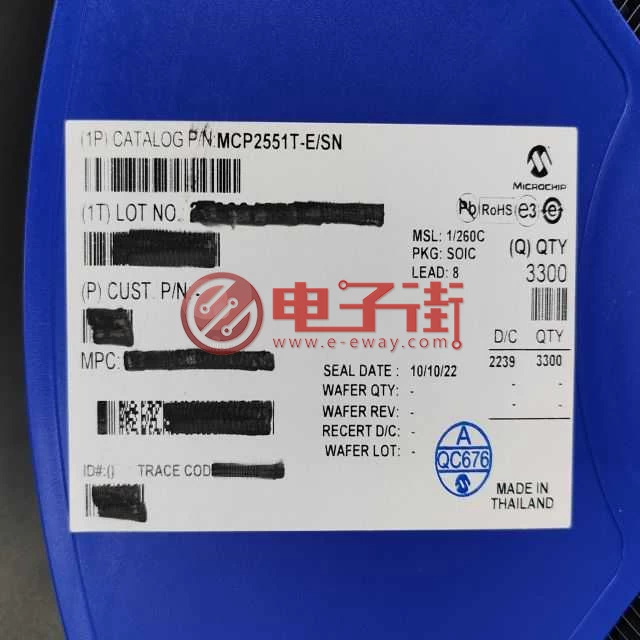 (1P) CATALOG P/N: MCP2551T-E/SN
MICROCHIP
(1T) LOT NO.
Pb RoHS e3 e
MSL: 1/260C
PKG: SOIC
LEAD: 8
(Q) QTY
3300
(P) CUST. P/N -
电子街
www.e-eway.com
D/C QTY
2239 3300
- -
- -
MPC:
SEAL DATE : 10/10/22
WAFER QTY: -
WAFER REV: -
RECERT D/C: -
WAFER LOT: -
A
QC676
ID#:()
TRACE COD
MADE IN
THAILAND